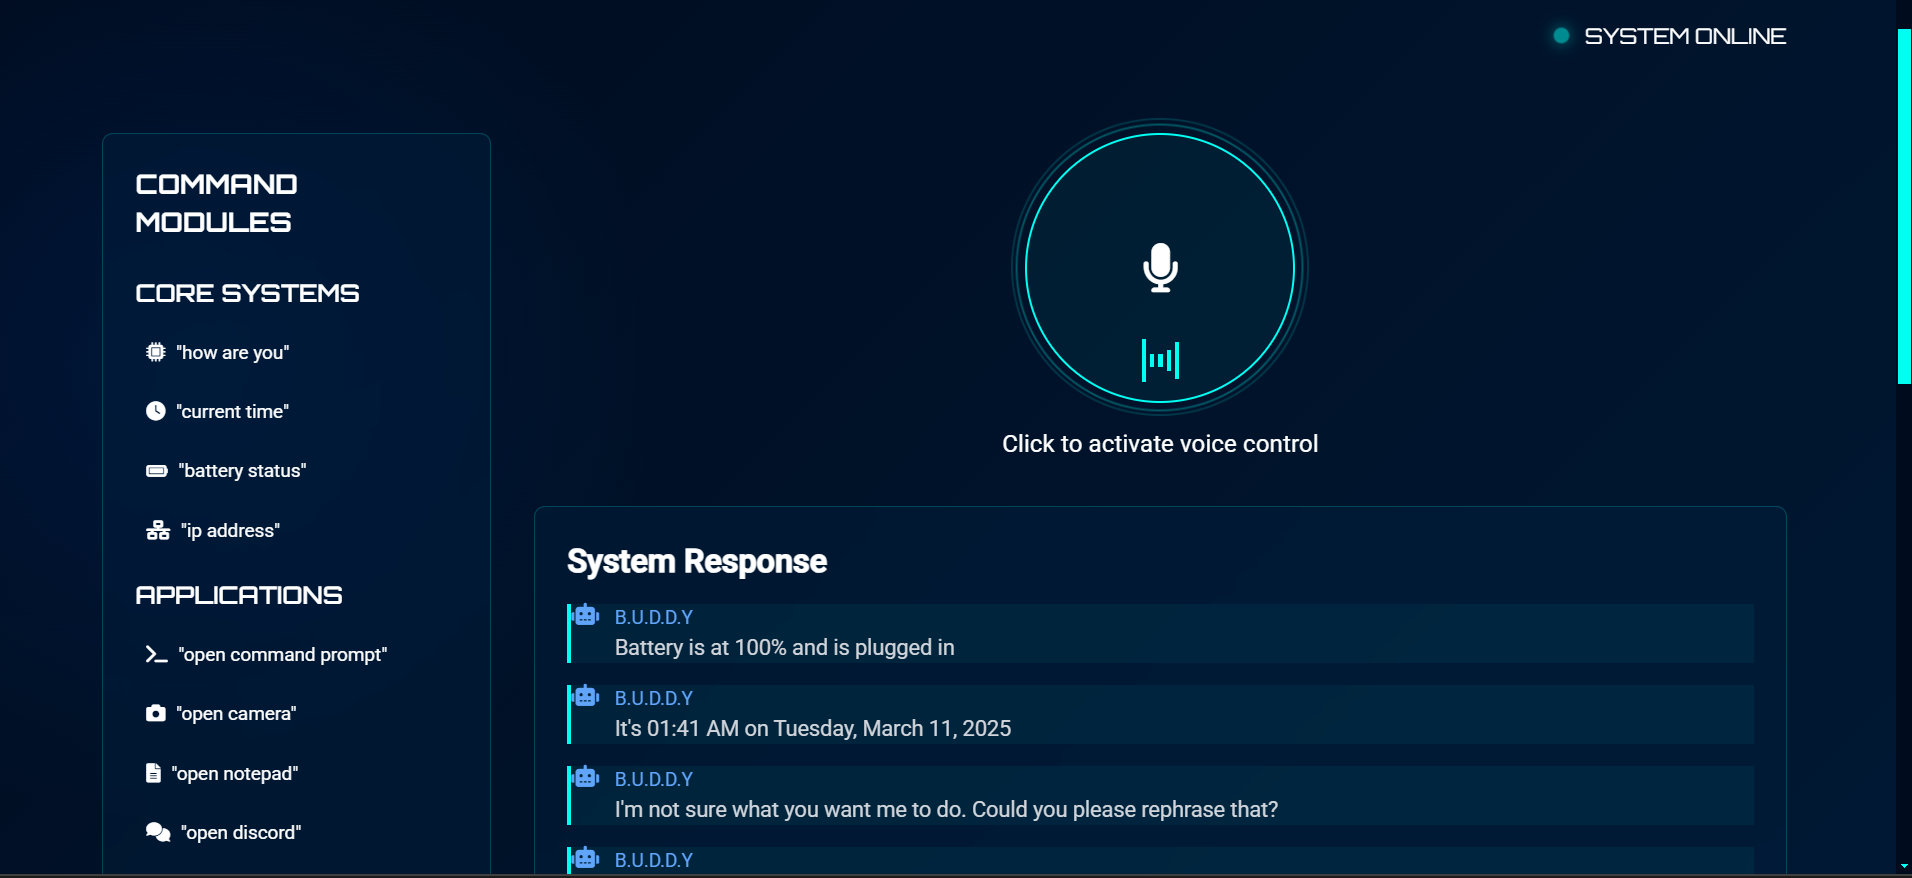 SYSTEM ONLINE
COMMAND
MODULES
CORE SYSTEMS
"how are you"
"current time"
"battery status"
"ip address"
APPLICATIONS
"open command prompt"
"open camera"
"open notepad"
"open discord"
Click to activate voice control
System Response
B.U.D.D.Y
Battery is at 100% and is plugged in
B.U.D.D.Y
It's 01:41 AM on Tuesday, March 11, 2025
B.U.D.D.Y
I'm not sure what you want me to do. Could you please rephrase that?
B.U.D.D.Y